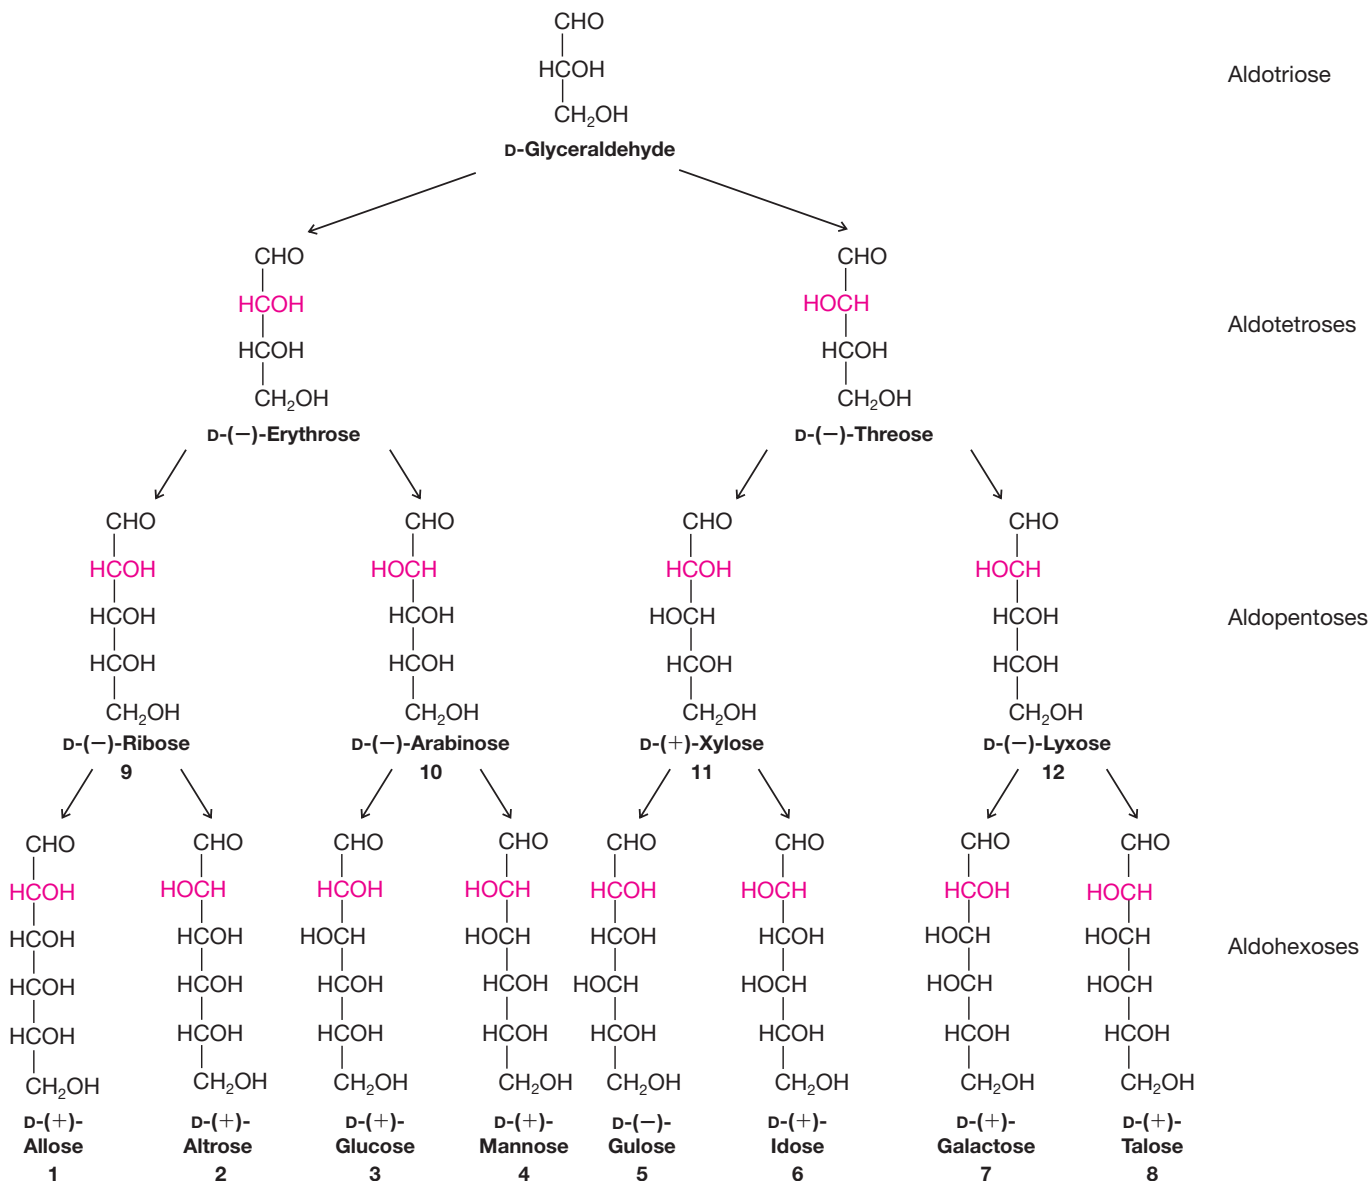 CHO
HCOH
CH₂OH
D-Glyceraldehyde
Aldotriose
CHO CHO
HCOH HOCH
HCOH HCOH
CH₂OH CH₂OH
D-(−)-Erythrose D-(−)-Threose
Aldotetroses
CHO CHO CHO CHO
HCOH HOCH HCOH HOCH
HCOH HCOH HOCH HCOH
HCOH HCOH HCOH HCOH
CH₂OH CH₂OH CH₂OH CH₂OH
D-(−)-Ribose D-(−)-Arabinose D-(+)-Xylose D-(−)-Lyxose
9 10 11 12
Aldopentoses
CHO CHO CHO CHO CHO CHO CHO CHO
HCOH HOCH HCOH HOCH HCOH HOCH HCOH HOCH
HCOH HCOH HOCH HOCH HCOH HCOH HOCH HOCH
HCOH HCOH HCOH HCOH HOCH HOCH HOCH HOCH
HCOH HCOH HCOH HCOH HCOH HCOH HCOH HCOH
CH₂OH CH₂OH CH₂OH CH₂OH CH₂OH CH₂OH CH₂OH CH₂OH
D-(+)- D-(+)- D-(+)- D-(+)- D-(−)- D-(+)- D-(+)- D-(+)-
Allose Altrose Glucose Mannose Gulose Idose Galactose Talose
1 2 3 4 5 6 7 8
Aldohexoses